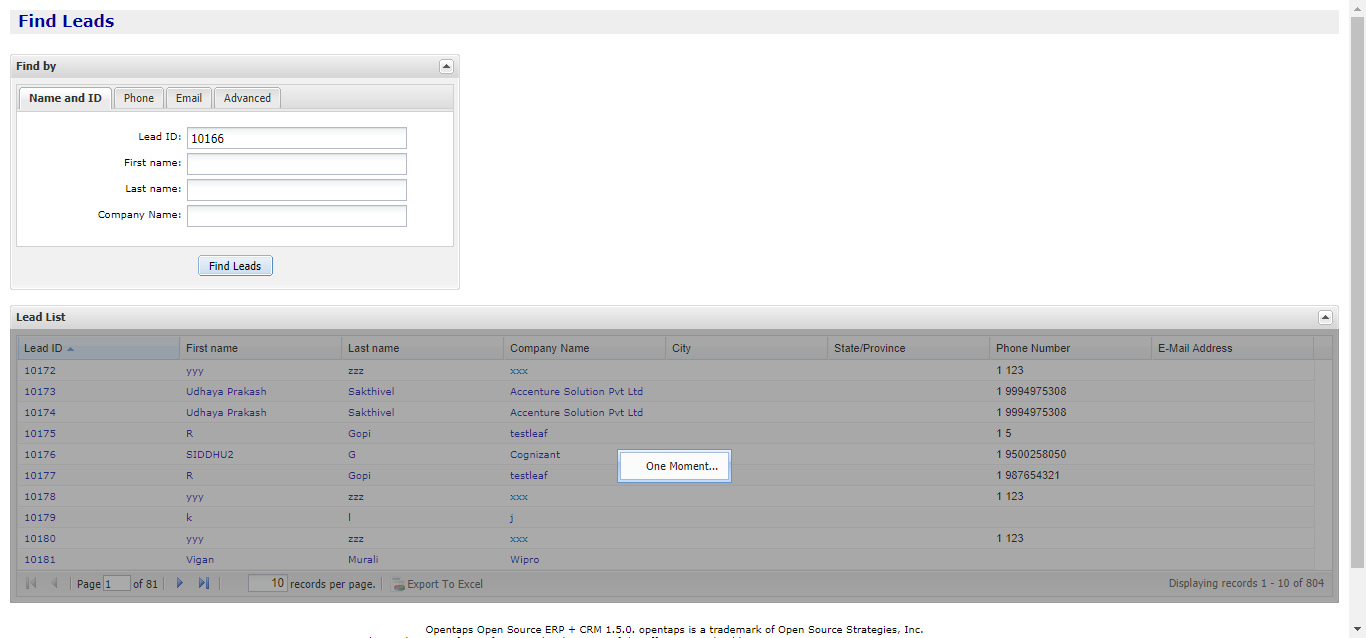 Find Leads
Find by
Name and ID Phone Email Advanced
Lead ID: 10166
First name:
Last name:
Company Name:
Find Leads
Lead List
Lead ID First name Last name Company Name City State/Province Phone Number E-Mail Address
10172 yyy zzz xxx 1 123
10173 Udhaya Prakash Sakthivel Accenture Solution Pvt Ltd 1 9994975308
10174 Udhaya Prakash Sakthivel Accenture Solution Pvt Ltd 1 9994975308
10175 R Gopi testleaf 1 5
10176 SIDDHU2 G Cognizant 1 9500258050
One Moment...
10177 R Gopi testleaf 1 987654321
10178 yyy zzz xxx 1 123
10179 k l j
10180 yyy zzz xxx 1 123
10181 Vigan Murali Wipro
Page 1 of 81 10 records per page. Export To Excel Displaying records 1 - 10 of 804
Opentaps Open Source ERP + CRM 1.5.0. opentaps is a trademark of Open Source Strategies, Inc.